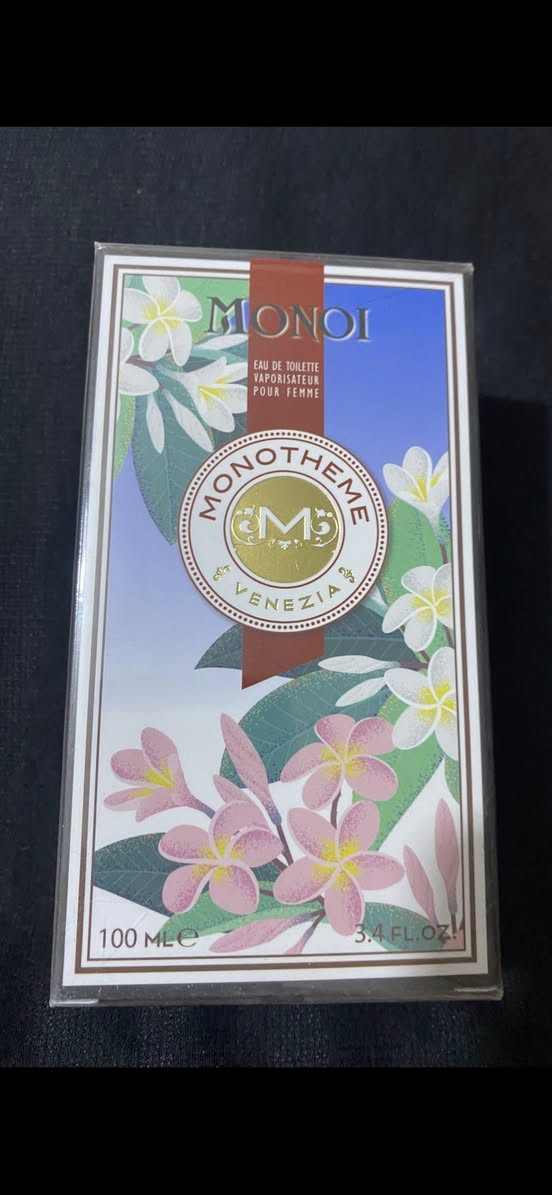 MONOI
EAU DE TOILETTE
VAPORISATEUR
POUR FEMME
MONOTHEME
M
VENEZIA
100 ML℮
3.4 FL.OZ.